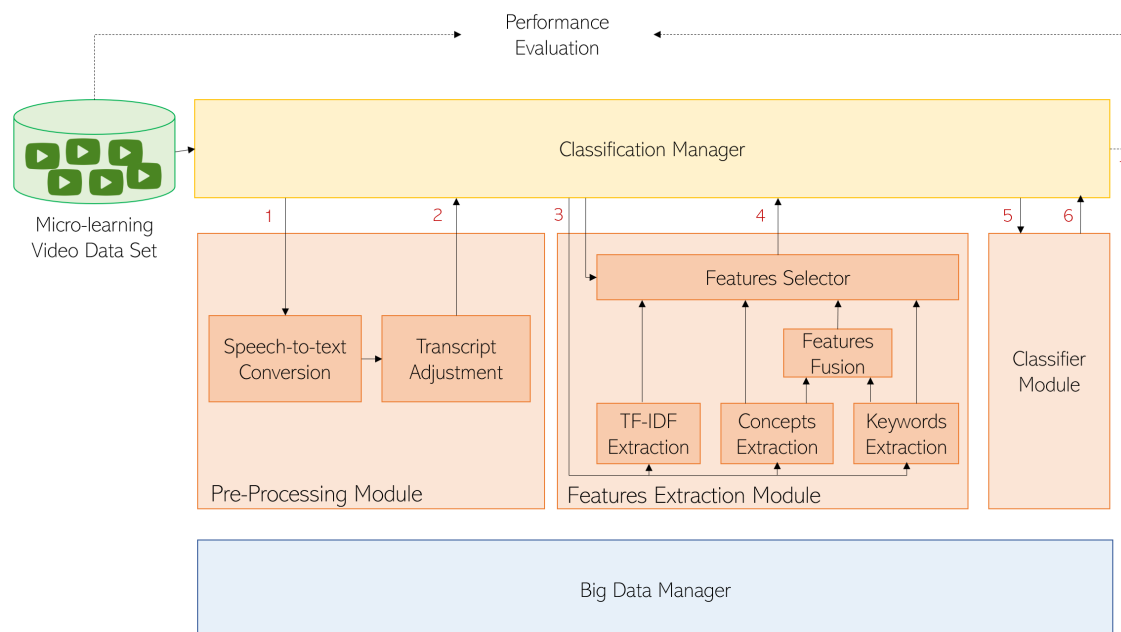 Performance
Evaluation
Classification Manager
Micro-learning
Video Data Set
1
2
3
4
5
6
Features Selector
Speech-to-text
Conversion
Transcript
Adjustment
Features
Fusion
Classifier
Module
TF-IDF
Extraction
Concepts
Extraction
Keywords
Extraction
Pre-Processing Module
Features Extraction Module
Big Data Manager